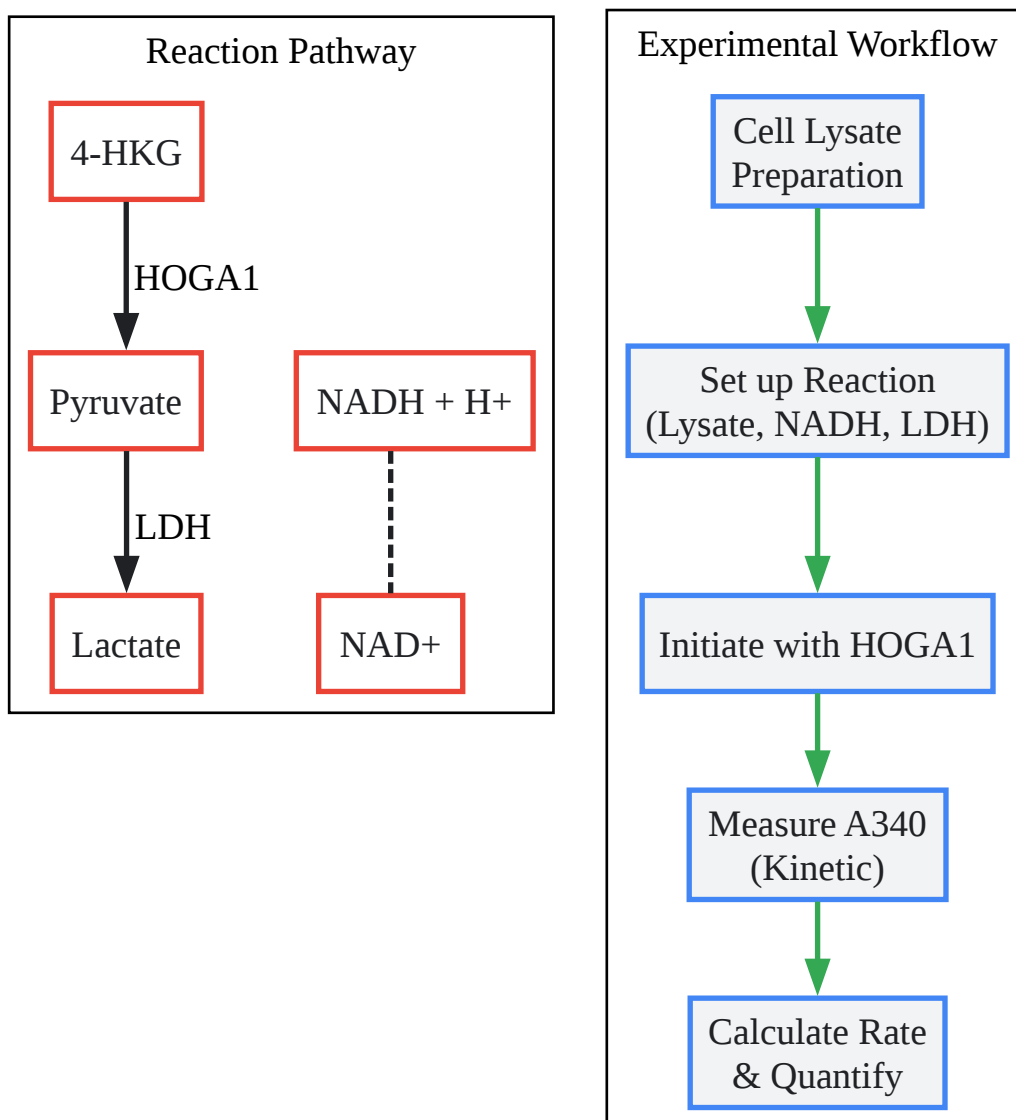 Reaction Pathway
4-HKG
HOGA1
Pyruvate
NADH + H+
LDH
Lactate
NAD+
Experimental Workflow
Cell Lysate
Preparation
Set up Reaction
(Lysate, NADH, LDH)
Initiate with HOGA1
Measure A340
(Kinetic)
Calculate Rate
& Quantify